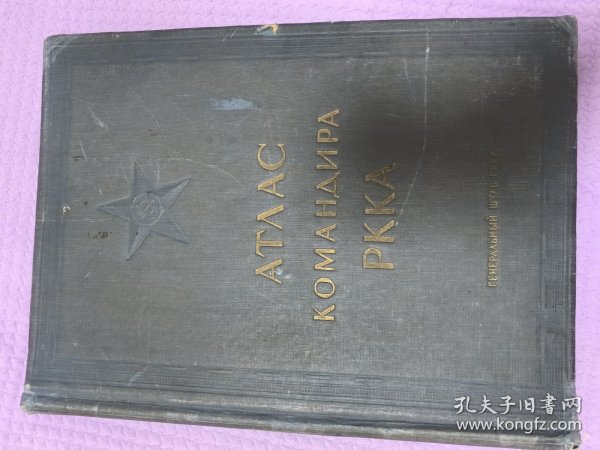 АТЛАС
КОМАНДИРА
РККА
ГЕНЕРАЛЬНЫЙ ШТАБ РККА
孔夫子旧书网
www.kongfz.com